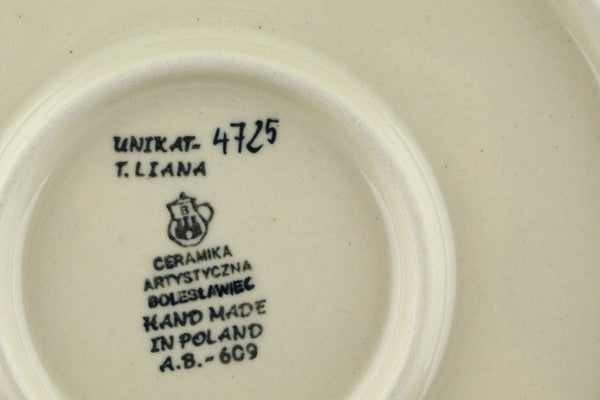 UNIKAT- 4725
T. LIANA
B
CERAMIKA
ARTYSTYCZNA
BOLESŁAWIEC
HAND MADE
IN POLAND
A.B.-609